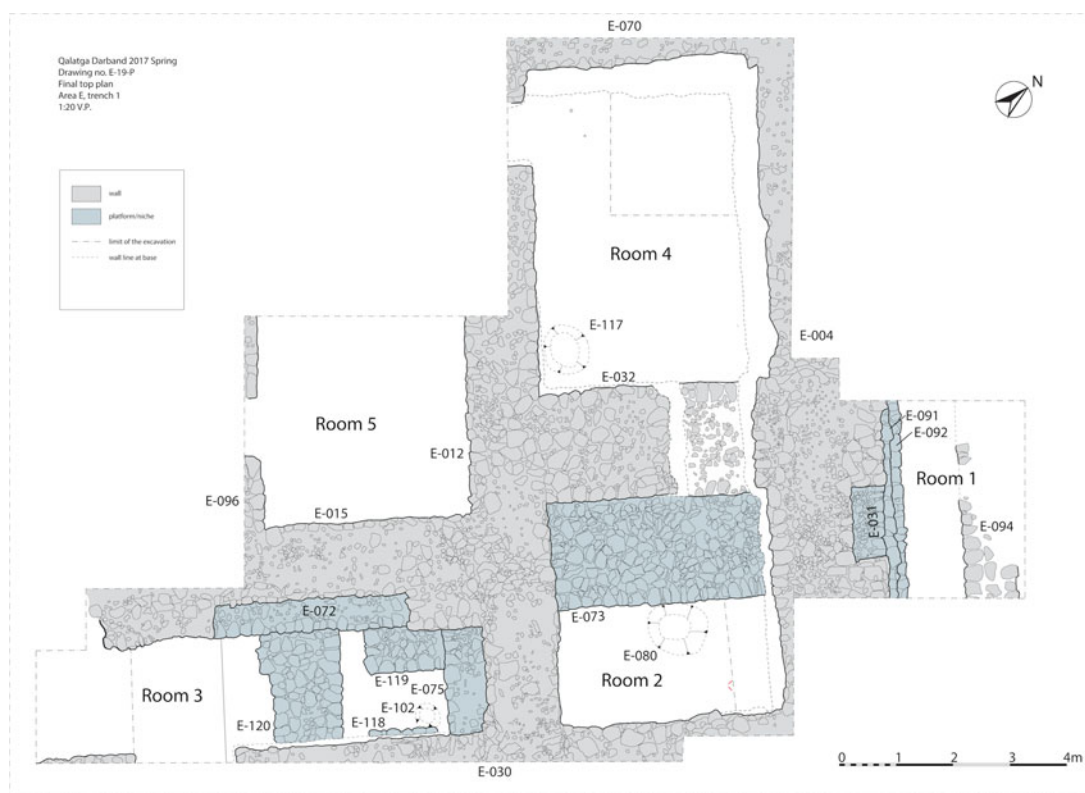 E-070
Qalatga Darband 2017 Spring
Drawing no. E-19-P
Final top plan
Area E, trench 1
1:20 V.P.
N
wall
platform/niche
limit of the excavation
wall line at base
Room 4
E-117
E-004
E-032
E-091
E-092
Room 5
E-012
Room 1
E-096
E-015
E-031
E-094
E-072
E-073
E-080
Room 2
E-119
E-075
Room 3
E-102
E-118
E-120
E-030
0 1 2 3 4m